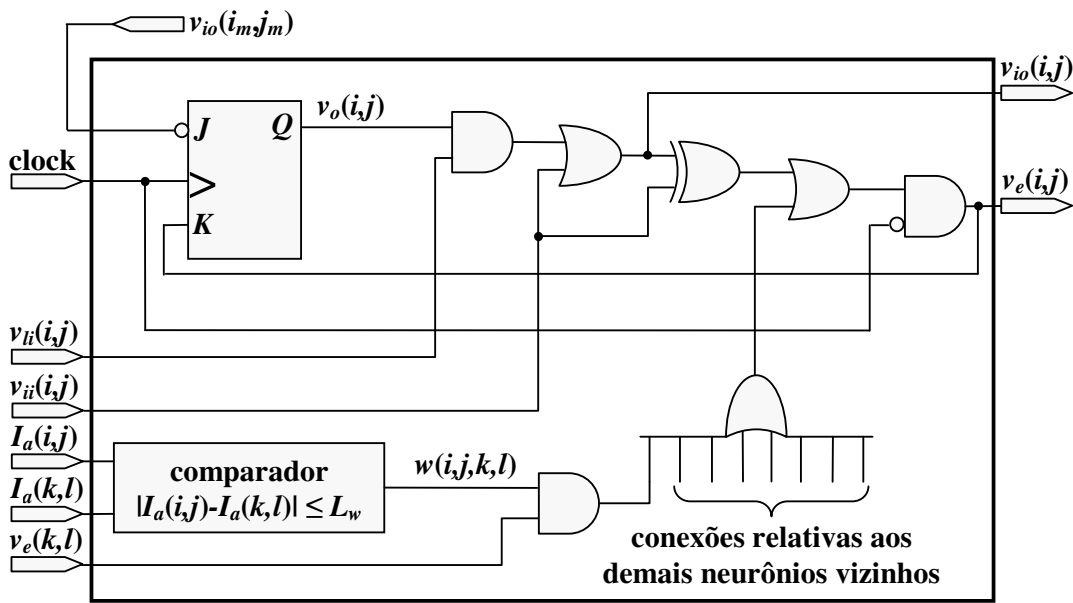 v_io(i_m,j_m)
v_io(i,j)
J
Q
v_o(i,j)
clock
>
K
v_e(i,j)
v_li(i,j)
v_ii(i,j)
I_a(i,j)
I_a(k,l)
v_e(k,l)
comparador
|I_a(i,j)-I_a(k,l)| ≤ L_w
w(i,j,k,l)
conexões relativas aos
demais neurônios vizinhos